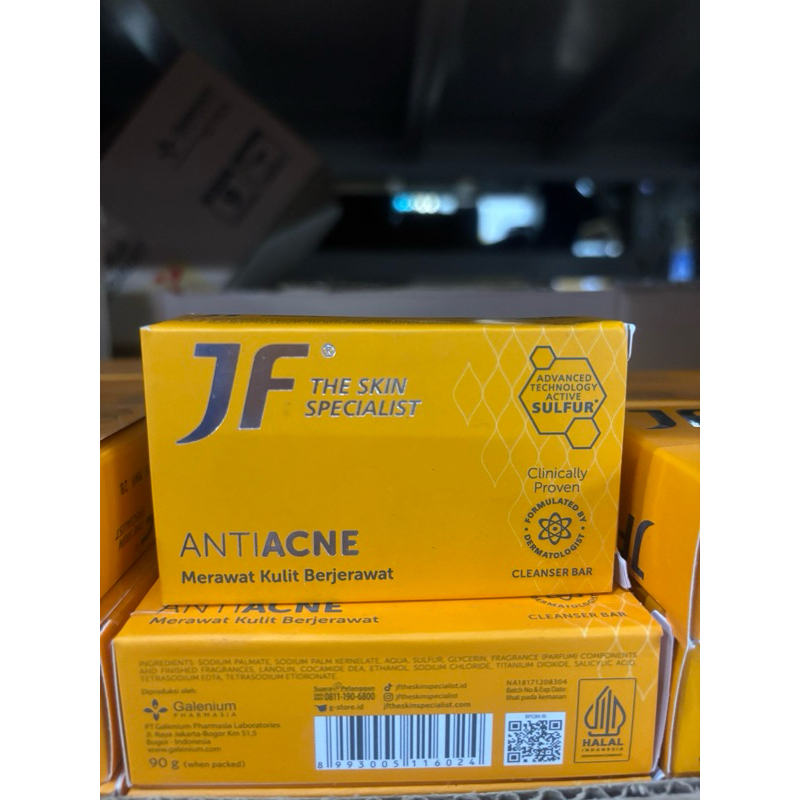 JF
THE SKIN
SPECIALIST
ADVANCED
TECHNOLOGY
ACTIVE
SULFUR*
Clinically
Proven
FORMULATED BY
DERMATOLOGIST
ANTIACNE
Merawat Kulit Berjerawat
CLEANSER BAR
ANTIACNE
Merawat Kulit Berjerawat
CLEANSER BAR
INGREDIENTS: SODIUM PALMATE, SODIUM PALM KERNELATE, AQUA, SULFUR, GLYCERIN, FRAGRANCE (PARFUM) COMPONENTS
AND FINISHED FRAGRANCES, LANOLIN, COCAMIDE DEA, ETHANOL, SODIUM CHLORIDE, TITANIUM DIOXIDE, SALICYLIC ACID,
TETRASODIUM EDTA, TETRASODIUM ETIDRONATE.
Diproduksi oleh:
Galenium
PHARMASIA
PT Galenium Pharmasia Laboratories
Jl. Raya Jakarta-Bogor Km 51,5
Bogor - Indonesia
www.galenium.com
90 g (when packed)
Suara Pelanggan
0811-190-6800
g-store.id
jftheskinspecialist.id
jftheskinspecialist
jftheskinspecialist.com
8 993005 116024
NA18171208304
Batch No & Exp Date:
lihat pada kemasan
BPOM RI
HALAL
INDONESIA
JF